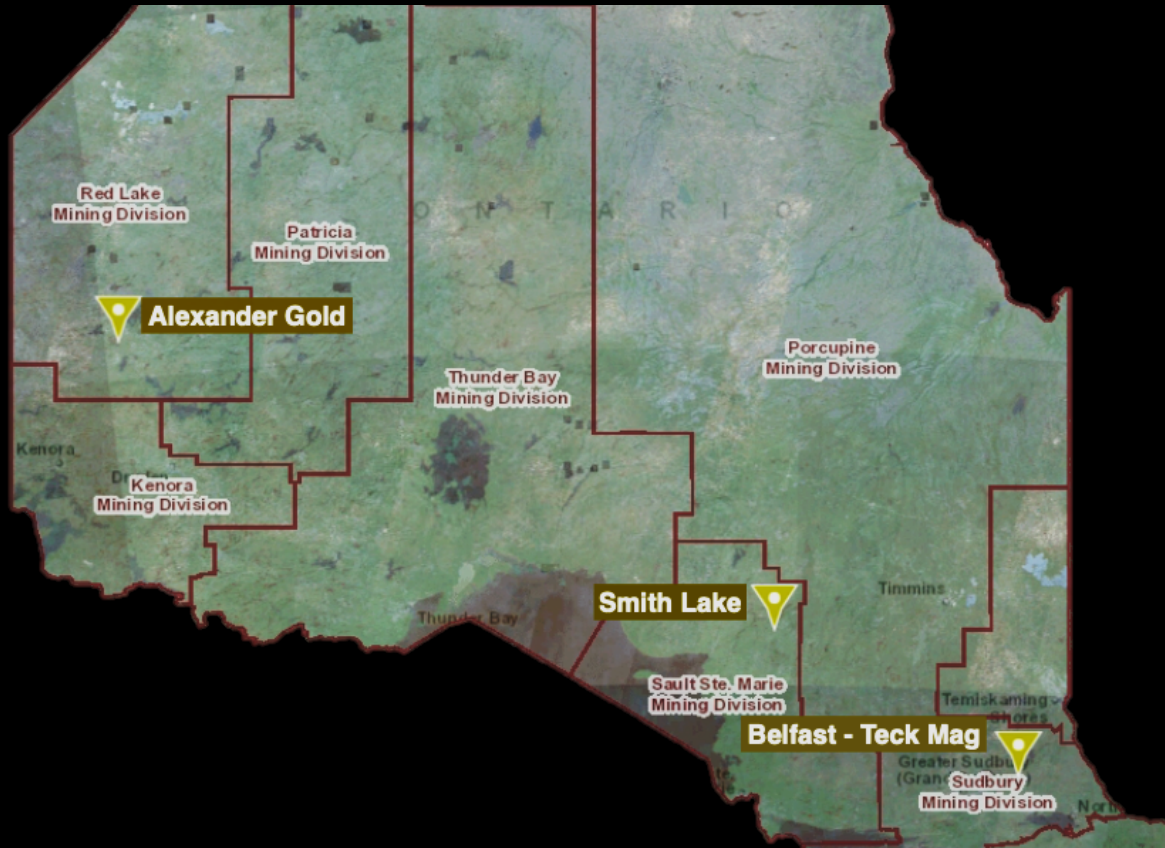 Red Lake
Mining Division
ONTARIO
Patricia
Mining Division
Alexander Gold
Porcupine
Mining Division
Thunder Bay
Mining Division
Kenora
Kenora
Mining Division
Timmins
Smith Lake
Thunder Bay
Sault Ste. Marie
Mining Division
Temiskaming
Shores
Belfast - Teck Mag
Greater Sudbury
Sudbury
Mining Division